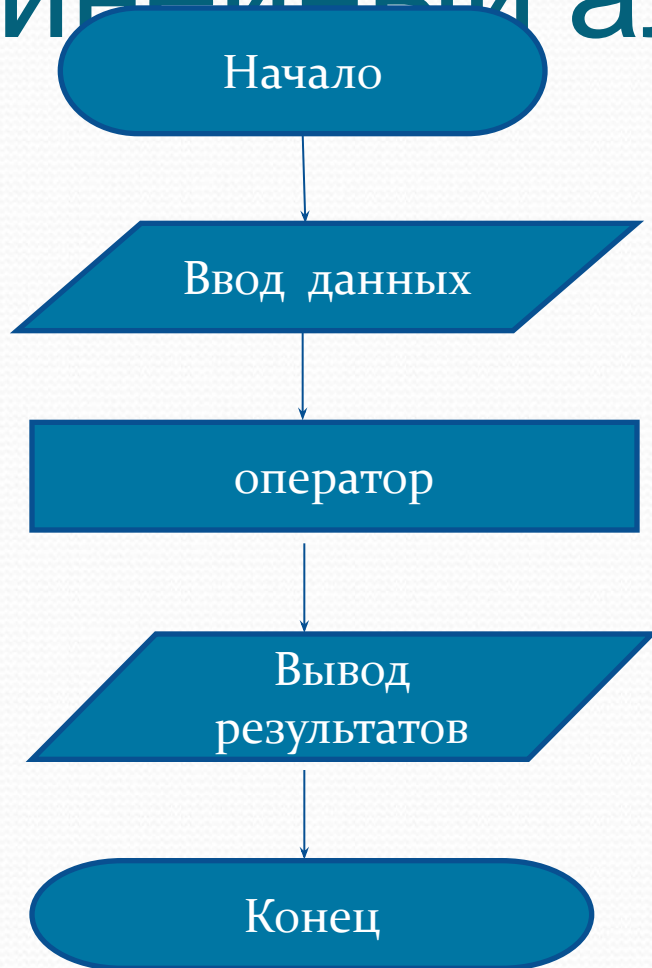 Начало
Ввод данных
оператор
Вывод
результатов
Конец